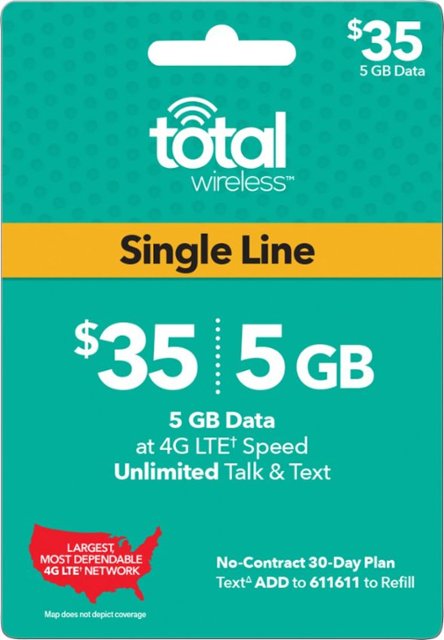 $35
5 GB Data
total
wireless™
Single Line
$35 5 GB
5 GB Data
at 4G LTE† Speed
Unlimited Talk & Text
LARGEST,
MOST DEPENDABLE
4G LTE† NETWORK
Map does not depict coverage
No-Contract 30-Day Plan
TextΔ ADD to 611611 to Refill